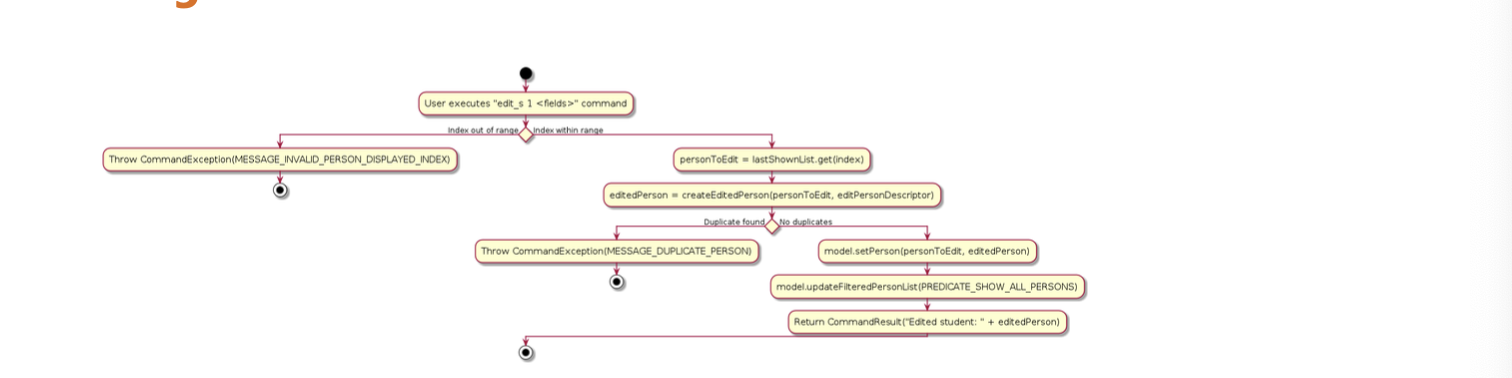 User executes "edit_s 1 <fields>" command
Index out of range
Index within range
Throw CommandException(MESSAGE_INVALID_PERSON_DISPLAYED_INDEX)
personToEdit = lastShownList.get(index)
editedPerson = createEditedPerson(personToEdit, editPersonDescriptor)
Duplicate found
No duplicates
Throw CommandException(MESSAGE_DUPLICATE_PERSON)
model.setPerson(personToEdit, editedPerson)
model.updateFilteredPersonList(PREDICATE_SHOW_ALL_PERSONS)
Return CommandResult("Edited student: " + editedPerson)